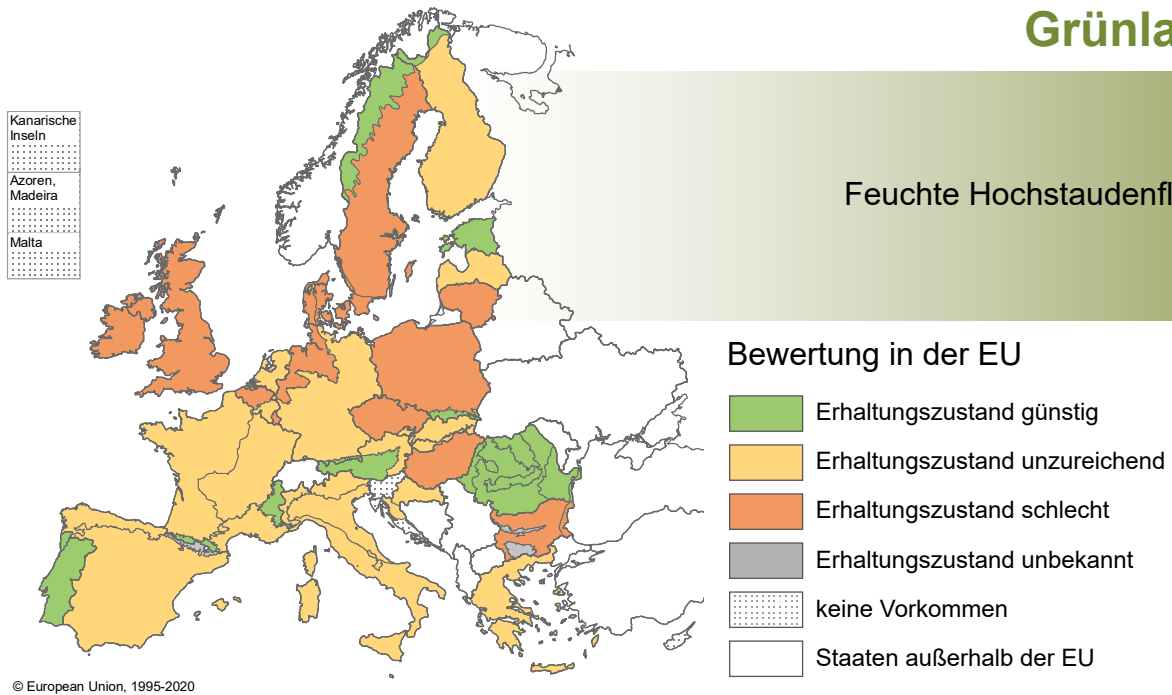 Grünla
Kanarische
Inseln
Azoren,
Madeira
Malta
Feuchte Hochstaudenfl
Bewertung in der EU
Erhaltungszustand günstig
Erhaltungszustand unzureichend
Erhaltungszustand schlecht
Erhaltungszustand unbekannt
keine Vorkommen
Staaten außerhalb der EU
© European Union, 1995-2020